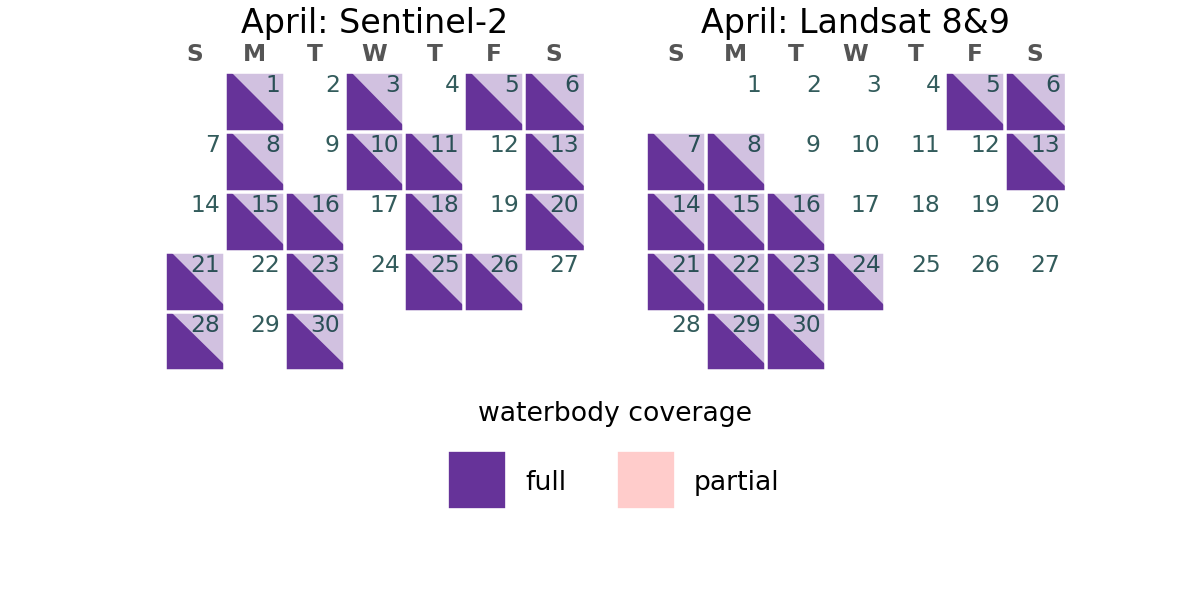 April: Sentinel-2
S M T W T F S
1 2 3 4 5 6
7 8 9 10 11 12 13
14 15 16 17 18 19 20
21 22 23 24 25 26 27
28 29 30
April: Landsat 8&9
S M T W T F S
1 2 3 4 5 6
7 8 9 10 11 12 13
14 15 16 17 18 19 20
21 22 23 24 25 26 27
28 29 30
waterbody coverage
full partial